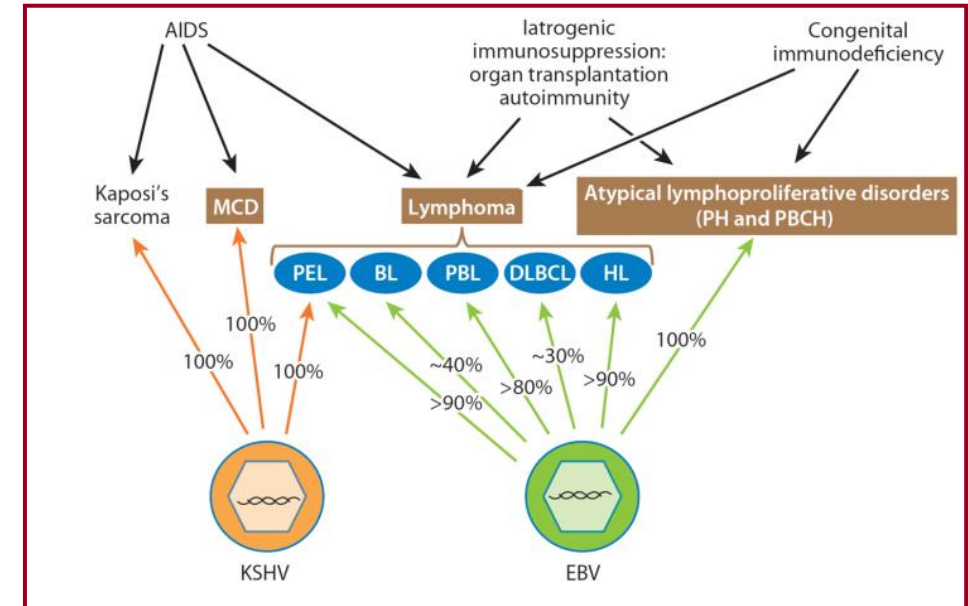 AIDS
Iatrogenic
immunosuppression:
organ transplantation
autoimmunity
Congenital
immunodeficiency
Kaposi's
sarcoma
MCD
Lymphoma
Atypical lymphoproliferative disorders
(PH and PBCH)
PEL
BL
PBL
DLBCL
HL
100%
100%
100%
~40%
>90%
>80%
~30%
>90%
100%
KSHV
EBV